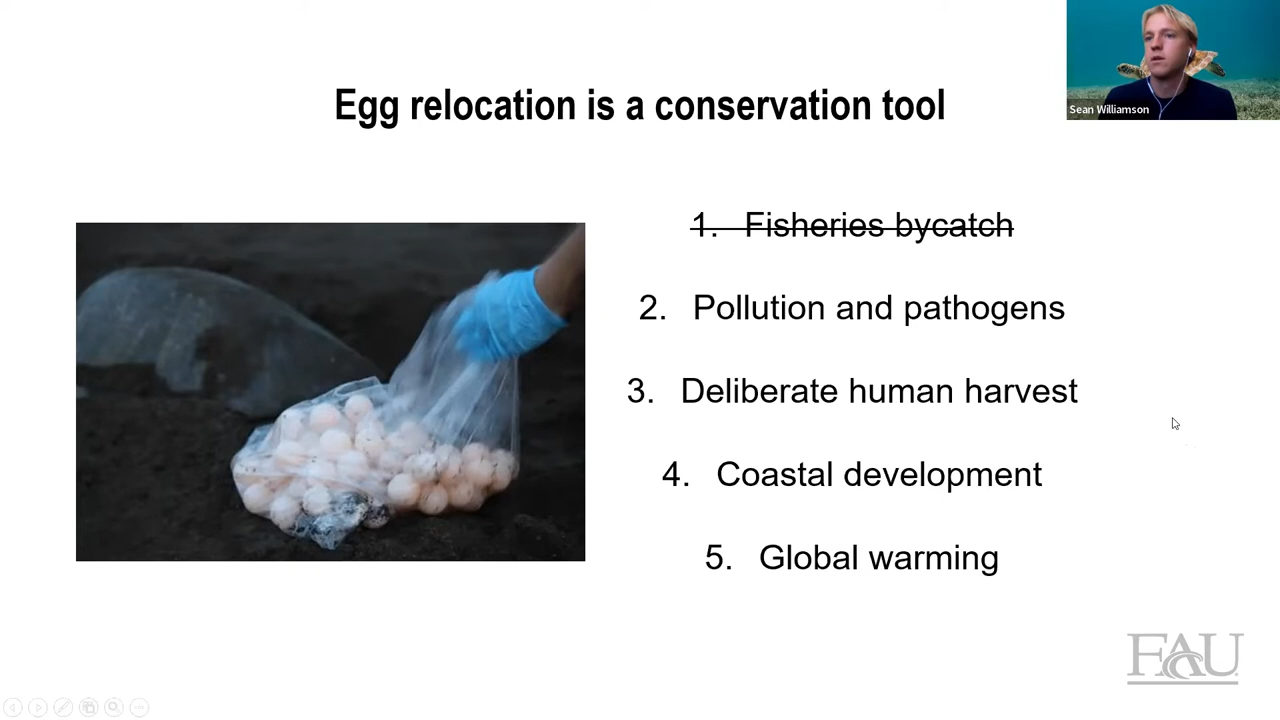 Sean Williamson
Egg relocation is a conservation tool
1. Fisheries bycatch
2. Pollution and pathogens
3. Deliberate human harvest
4. Coastal development
5. Global warming
FAU